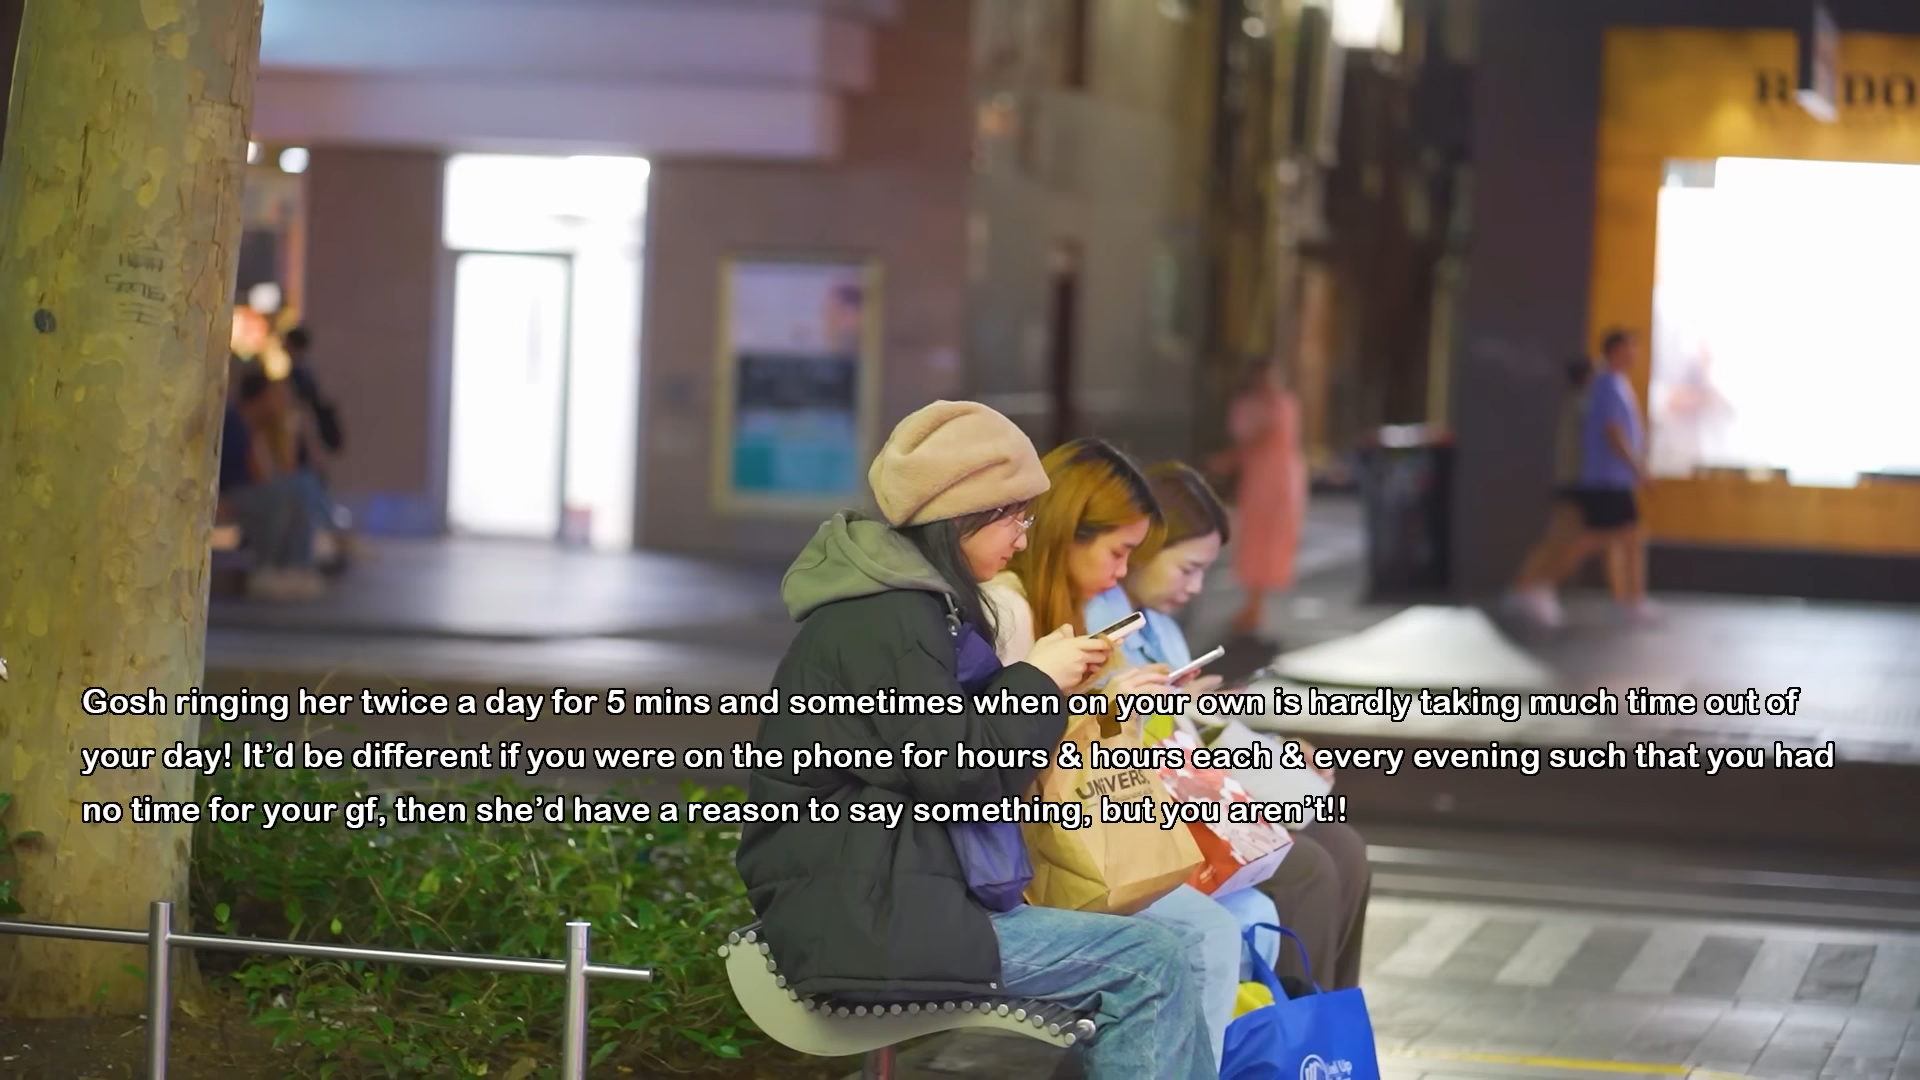 Gosh ringing her twice a day for 5 mins and sometimes when on your own is hardly taking much time out of
your day! It’d be different if you were on the phone for hours & hours each & every evening such that you had
no time for your gf, then she’d have a reason to say something, but you aren’t!!
UNIVERS